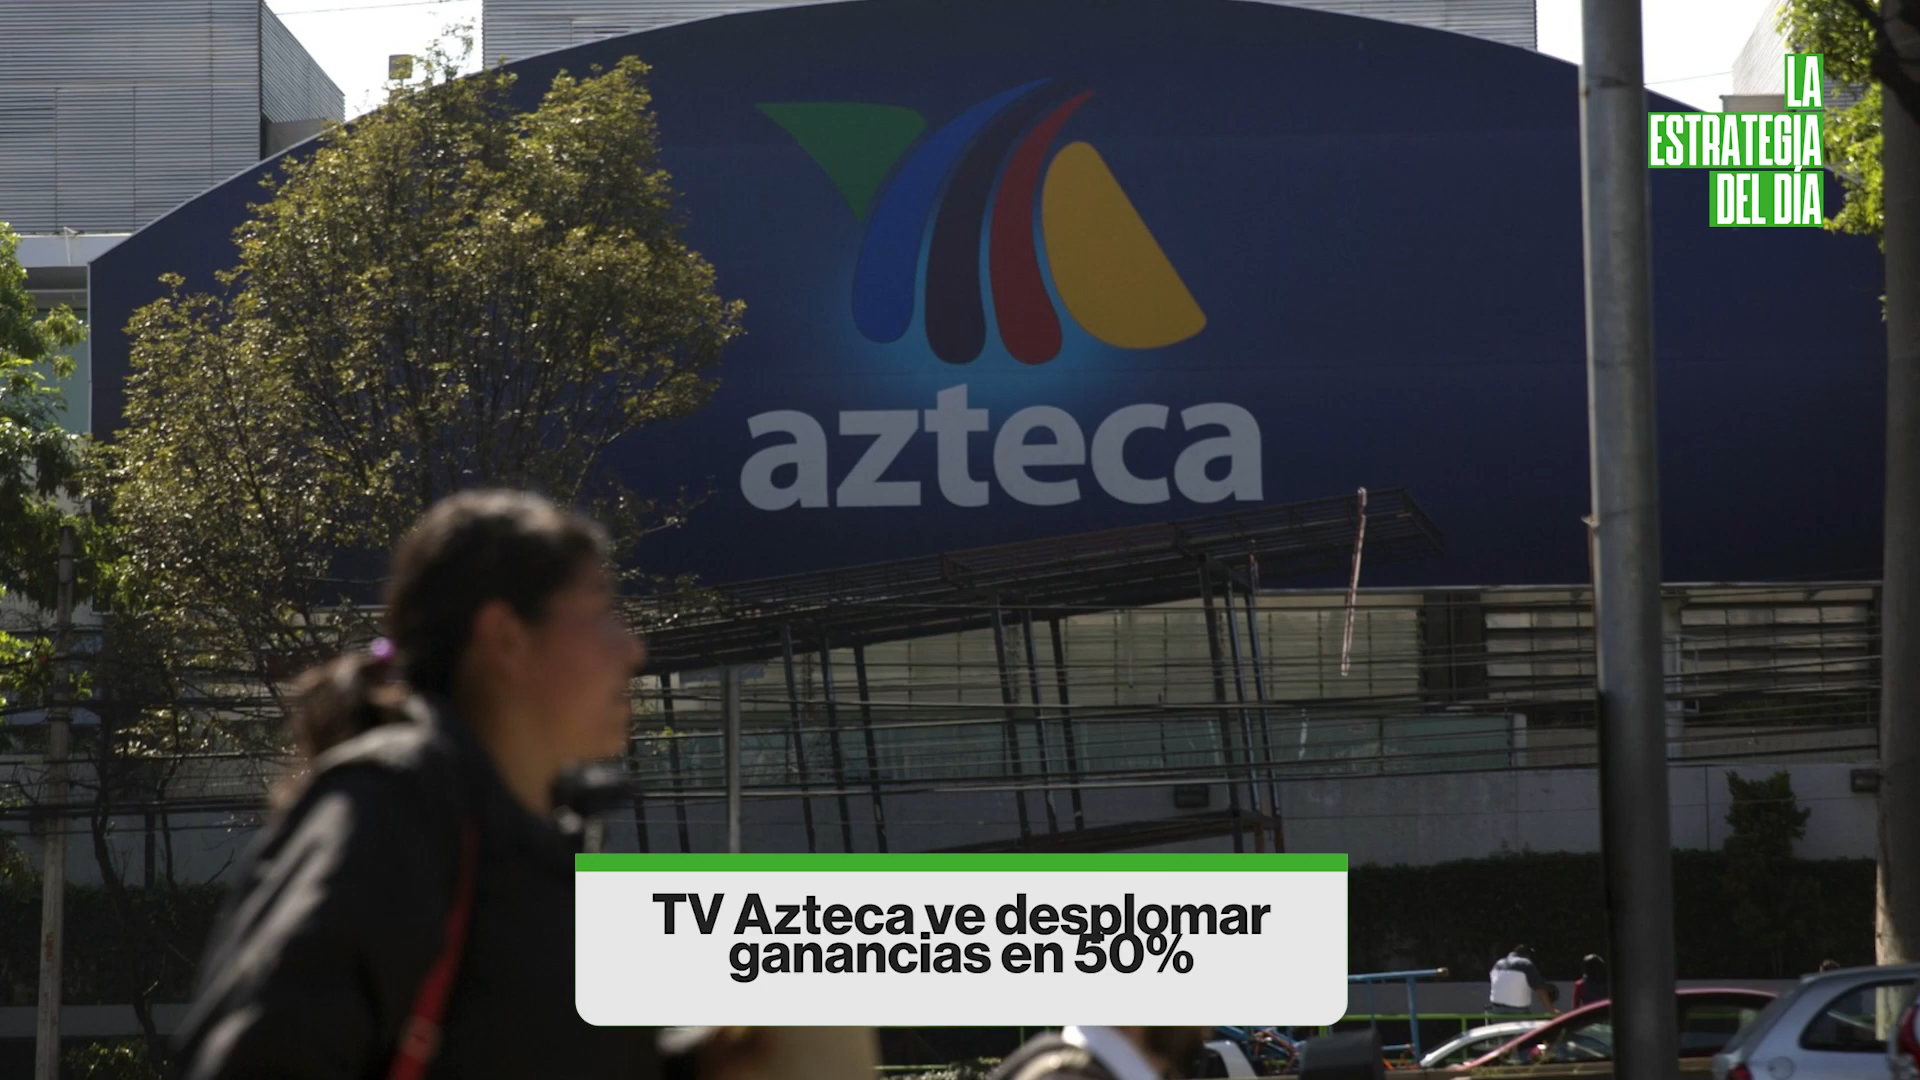 LA
ESTRATEGIA
DEL DÍA
azteca
TV Azteca ve desplomar
ganancias en 50%